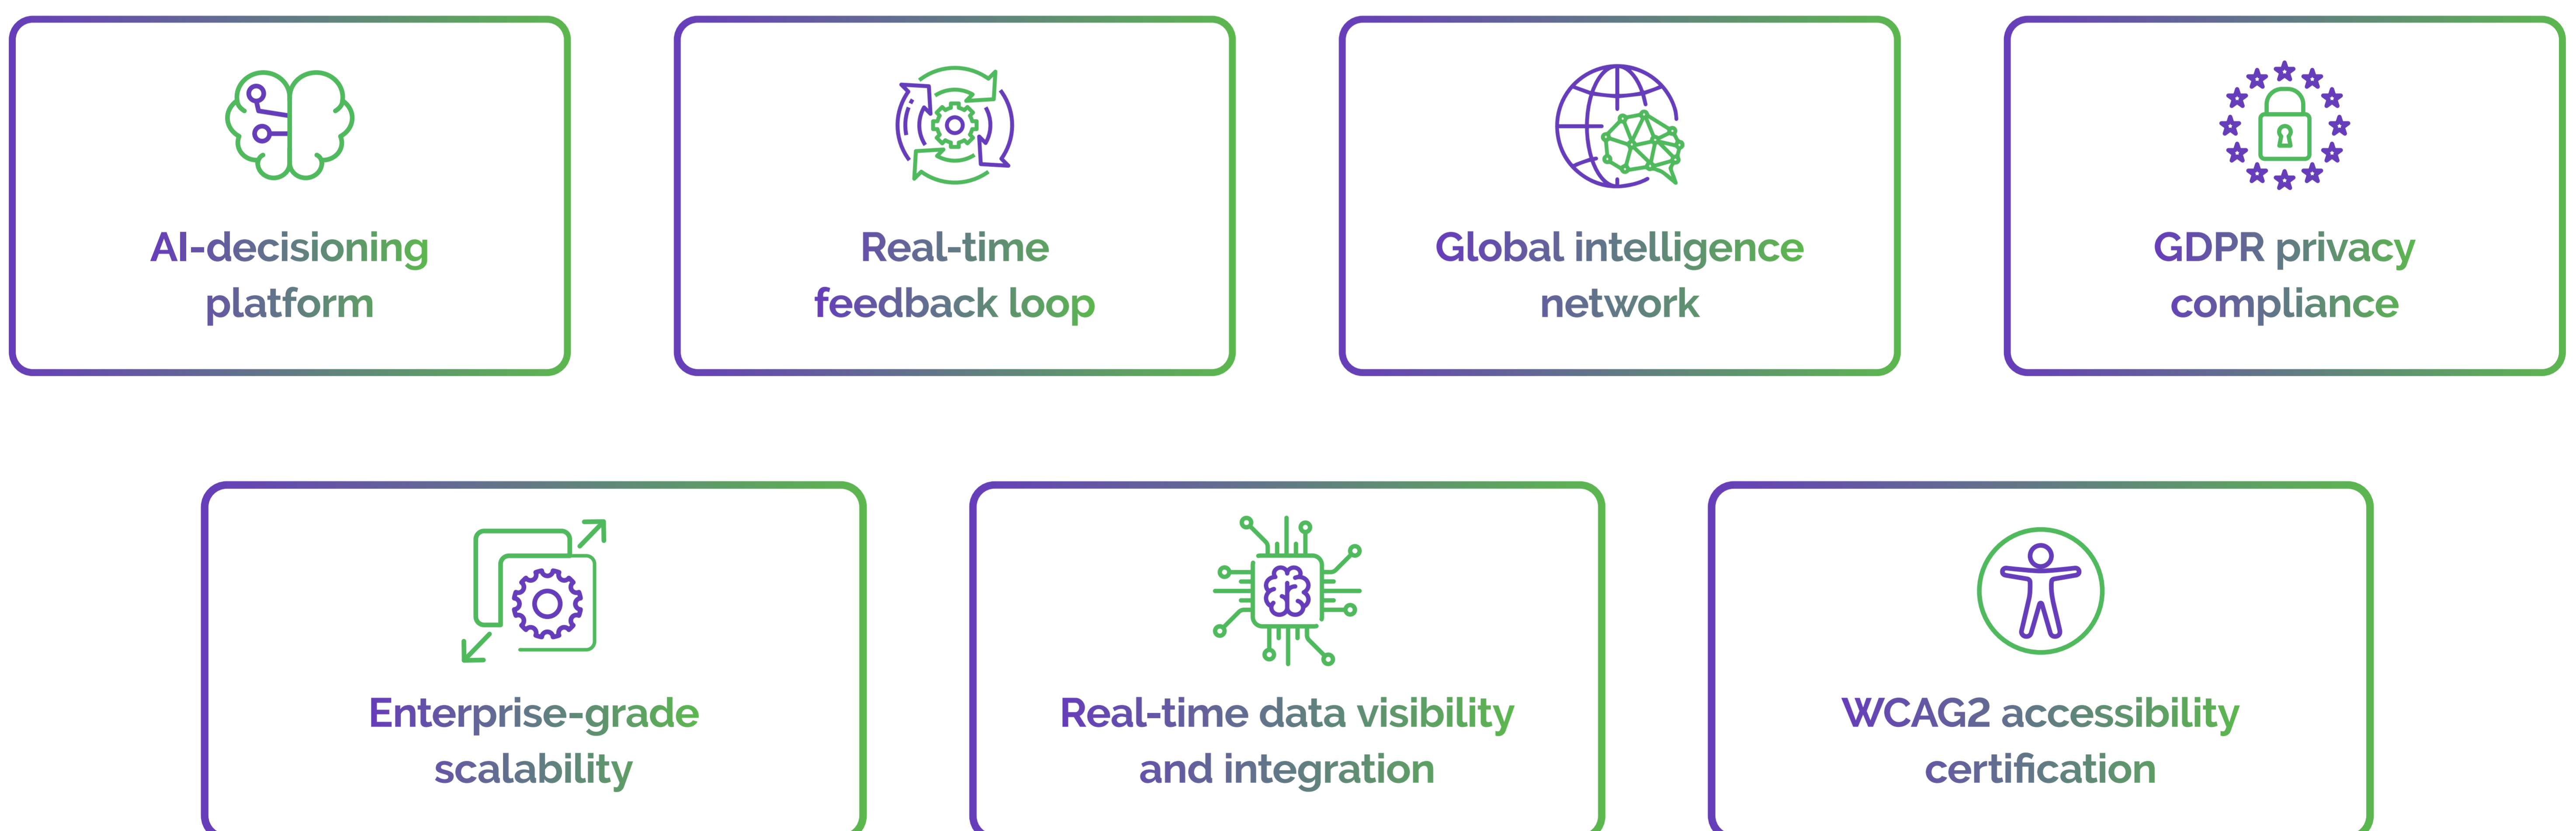 AI-decisioning
platform
Real-time
feedback loop
Global intelligence
network
GDPR privacy
compliance
Enterprise-grade
scalability
Real-time data visibility
and integration
WCAG2 accessibility
certification